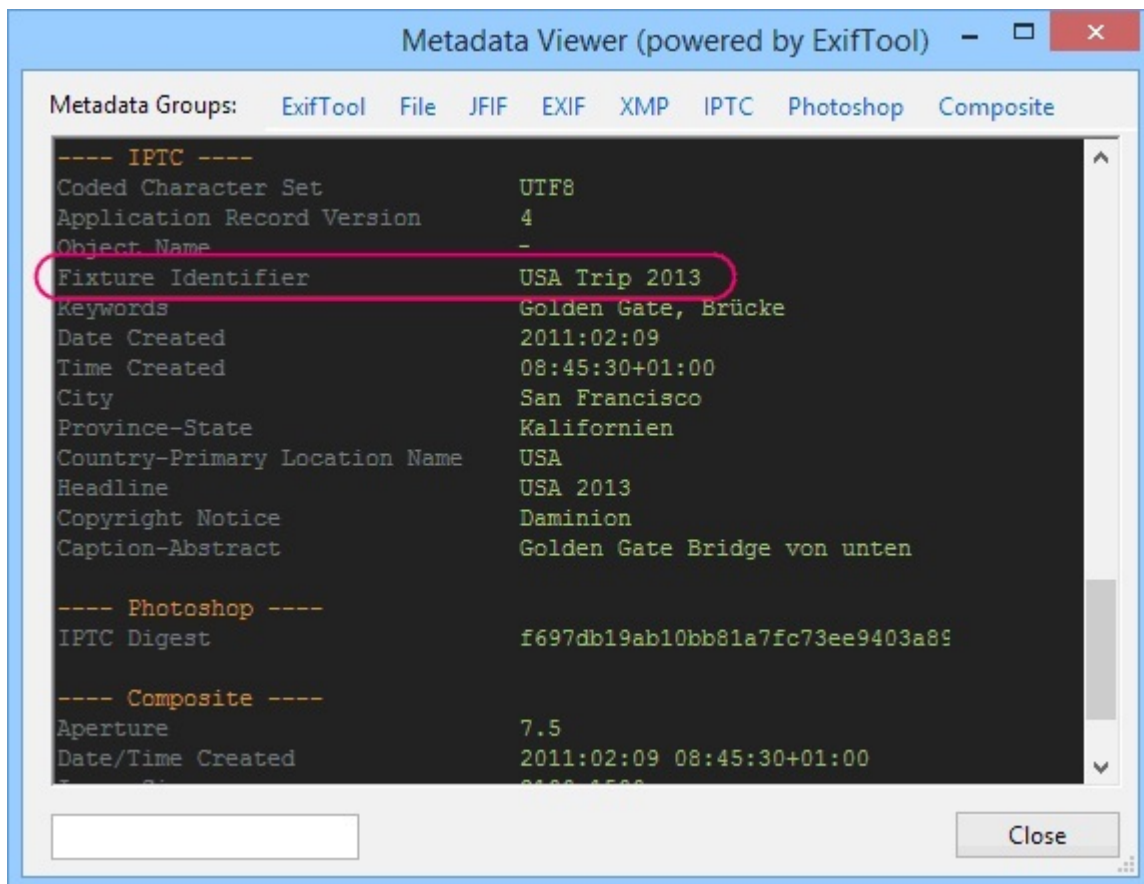 Metadata Viewer (powered by ExifTool)
Metadata Groups: ExifTool File JFIF EXIF XMP IPTC Photoshop Composite
---- IPTC ----
Coded Character Set UTF8
Application Record Version 4
Object Name -
Fixture Identifier USA Trip 2013
Keywords Golden Gate, Brücke
Date Created 2011:02:09
Time Created 08:45:30+01:00
City San Francisco
Province-State Kalifornien
Country-Primary Location Name USA
Headline USA 2013
Copyright Notice Daminion
Caption-Abstract Golden Gate Bridge von unten
---- Photoshop ----
IPTC Digest f697db19ab10bb81a7fc73ee9403a89
---- Composite ----
Aperture 7.5
Date/Time Created 2011:02:09 08:45:30+01:00
Close